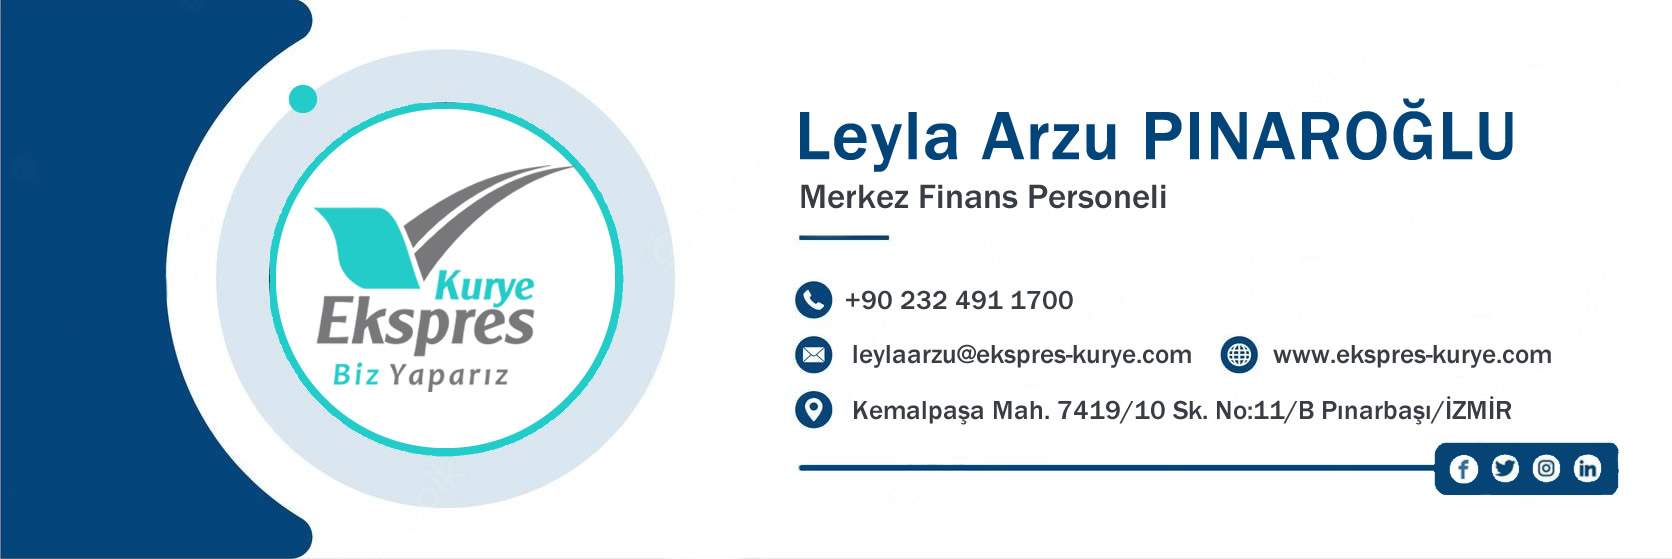 Kurye
Ekspres
Biz Yaparız
Leyla Arzu PINAROĞLU
Merkez Finans Personeli
+90 232 491 1700
leylaarzu@ekspres-kurye.com
www.ekspres-kurye.com
Kemalpaşa Mah. 7419/10 Sk. No:11/B Pınarbaşı/İZMİR